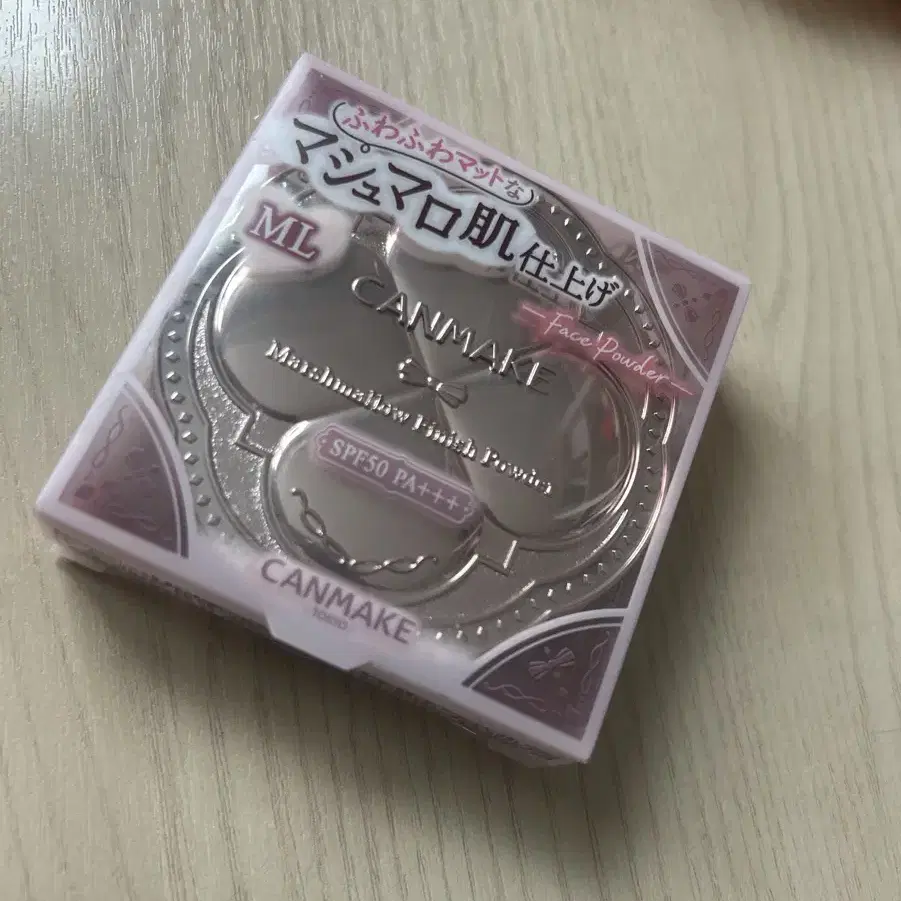 ふわふわマットな
マシュマロ肌仕上げ
ML
Face Powder
CANMAKE
Marshmallow Finish Powder
SPF50 PA+++
CANMAKE
TOKYO